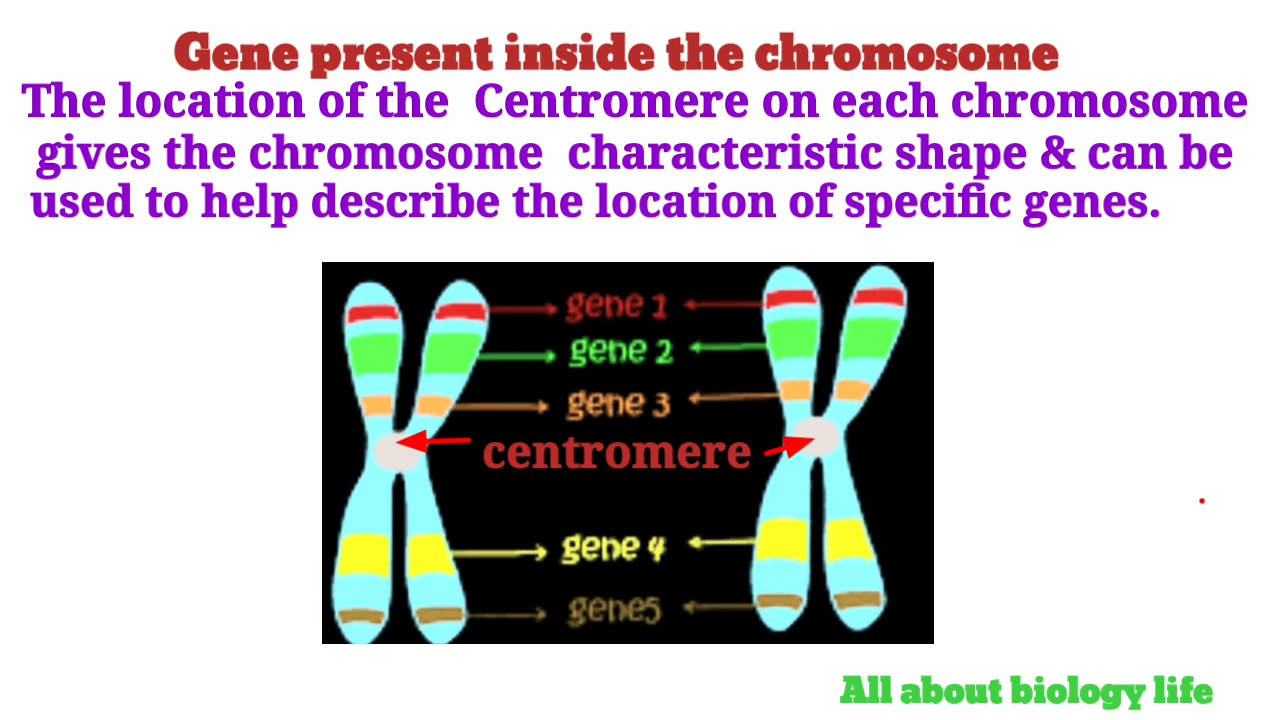 Gene present inside the chromosome
The location of the Centromere on each chromosome
gives the chromosome characteristic shape & can be
used to help describe the location of specific genes.
gene 1
gene 2
gene 3
centromere
gene 4
gene5
All about biology life